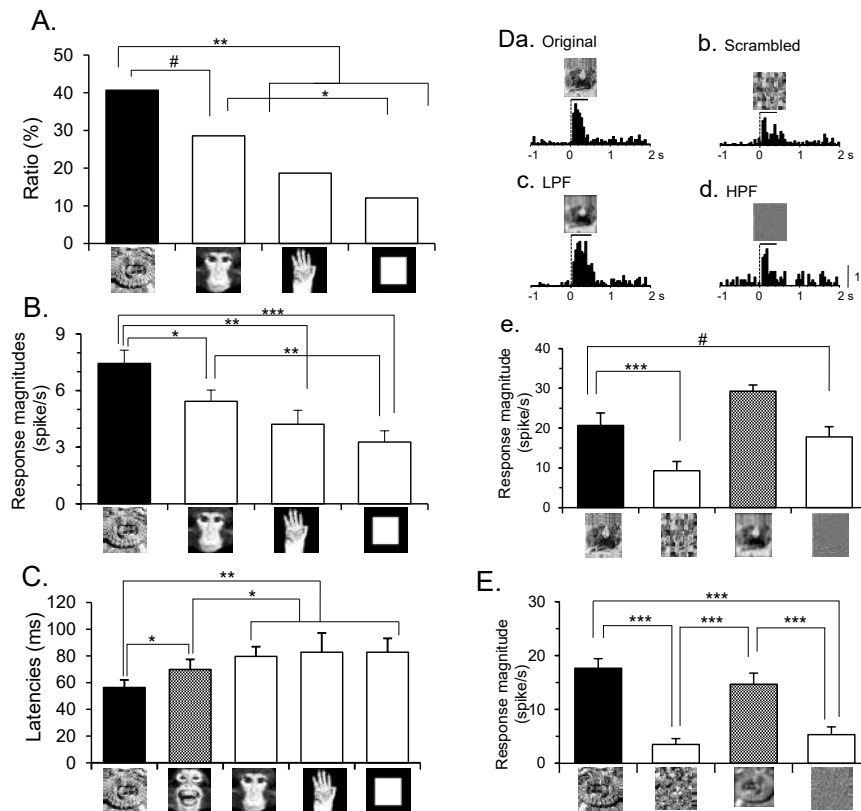 A.
**
#
*
50
40
30
20
10
0
Ratio (%)
B.
***
**
*
**
9
6
3
0
Response magnitudes
(spike/s)
C.
**
*
*
120
100
80
60
40
20
0
Latencies (ms)
Da. Original
-1 0 1 2 s
b. Scrambled
-1 0 1 2 s
c. LPF
-1 0 1 2 s
d. HPF
1
-1 0 1 2 s
e.
#
***
40
30
20
10
0
Response magnitude
(spike/s)
E.
***
*** *** ***
30
20
10
0
Response magnitude
(spike/s)